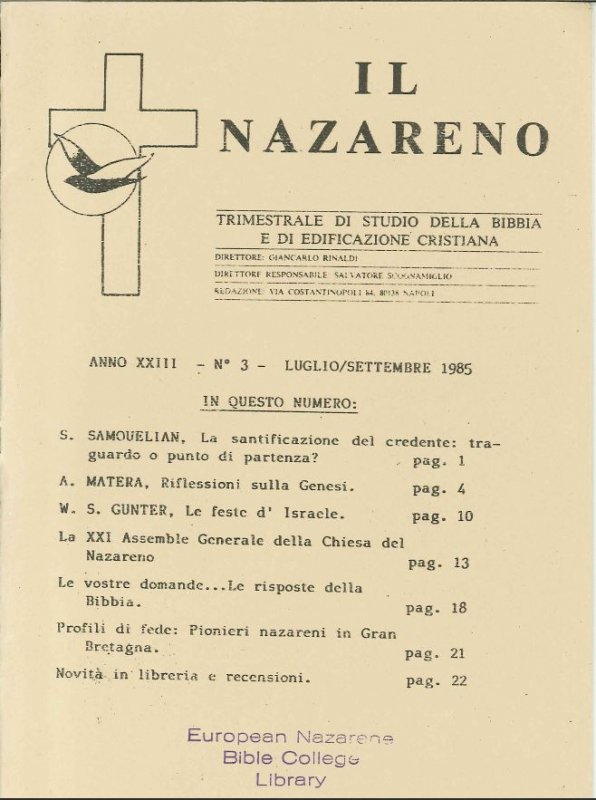 IL
NAZARENO
TRIMESTRALE DI STUDIO DELLA BIBBIA
E DI EDIFICAZIONE CRISTIANA
DIRETTORE: GIANCARLO RINALDI
DIRETTORE RESPONSABILE SALVATORE SCOGNAMIGLIO
REDAZIONE: VIA COSTANTINOPOLI 84, 80138 NAPOLI
ANNO XXIII - N° 3 - LUGLIO/SETTEMBRE 1985
IN QUESTO NUMERO:
S. SAMOUELIAN, La santificazione del credente: tra-
guardo o punto di partenza? pag. 1
A. MATERA, Riflessioni sulla Genesi. pag. 4
W. S. GUNTER, Le feste d' Israele. pag. 10
La XXI Assemble Generale della Chiesa del
Nazareno pag. 13
Le vostre domande...Le risposte della
Bibbia. pag. 18
Profili di fede: Pionieri nazareni in Gran
Bretagna. pag. 21
Novità in libreria e recensioni. pag. 22
European Nazarene
Bible College
Library